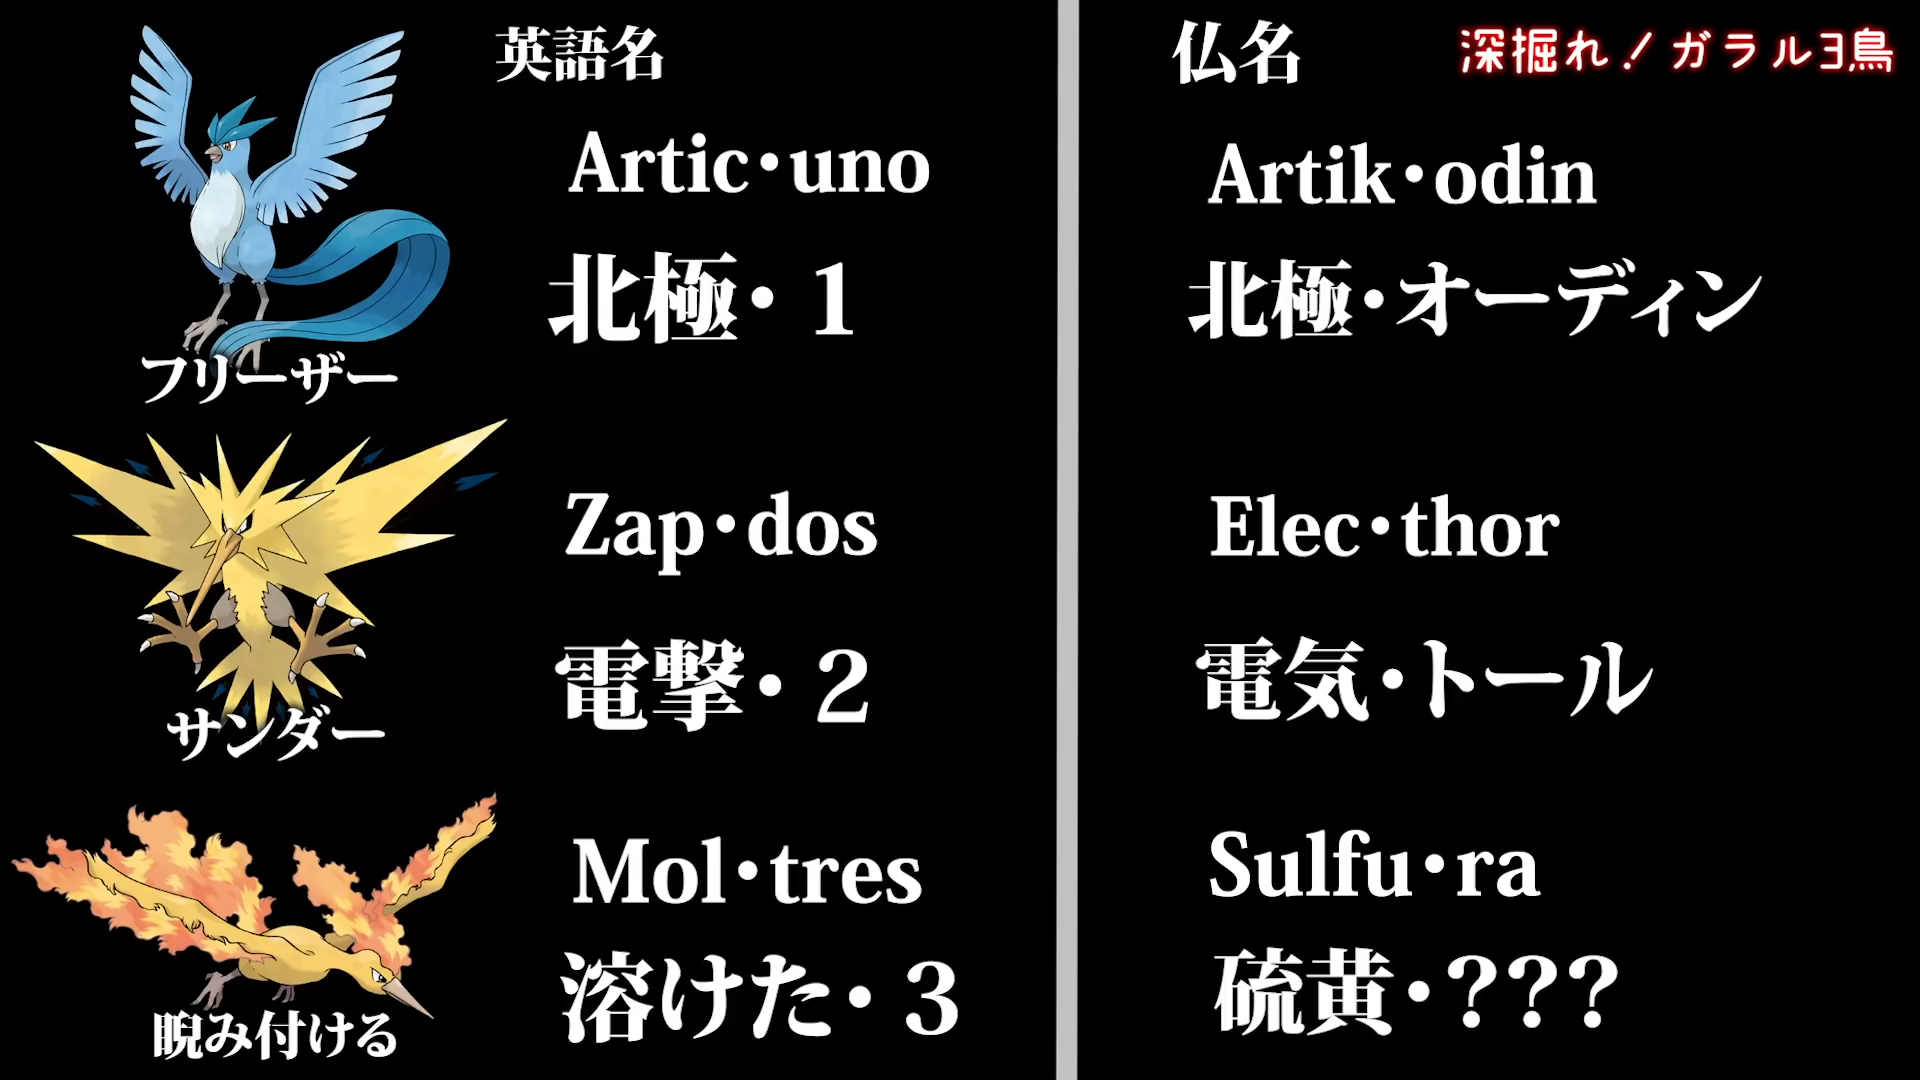 英語名
仏名
深掘れ！ガラル3鳥
Artic・uno
Artik・odin
北極・1
北極・オーディン
フリーザー
Zap・dos
Elec・thor
電撃・2
電気・トール
サンダー
Mol・tres
Sulfu・ra
溶けた・3
硫黄・???
睨み付ける